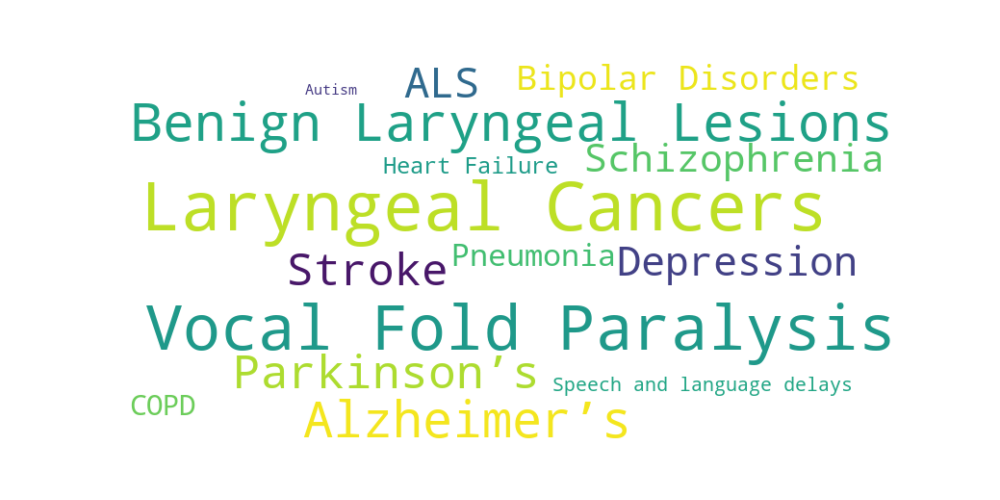 Autism
ALS
Bipolar Disorders
Benign Laryngeal Lesions
Heart Failure
Schizophrenia
Laryngeal Cancers
Stroke
Pneumonia
Depression
Vocal Fold Paralysis
Parkinson’s
Speech and language delays
COPD
Alzheimer’s